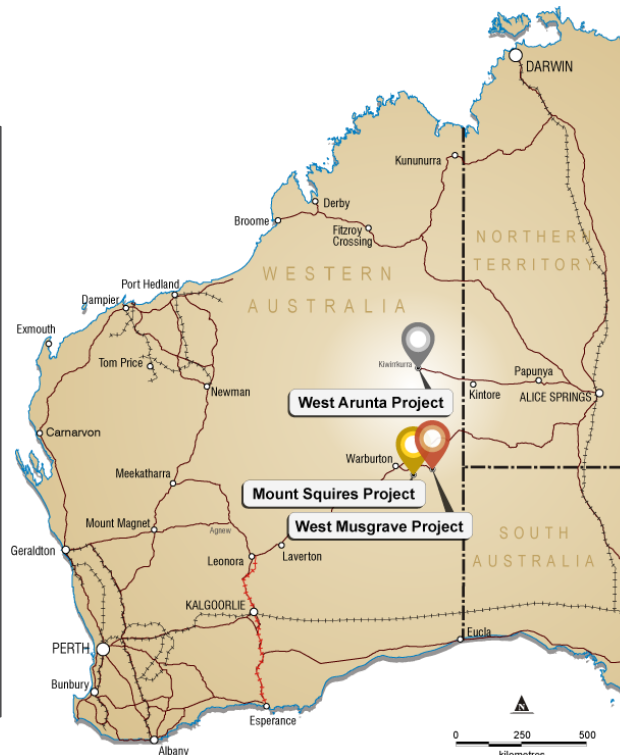 DARWIN
Kununurra
Derby
Broome
Fitzroy
Crossing
NORTHERN
TERRITORY
WESTERN
AUSTRALIA
Port Hedland
Dampier
Exmouth
Tom Price
Newman
Kiwirrkurra
Papunya
Kintore
ALICE SPRINGS
West Arunta Project
Carnarvon
Warburton
Meekatharra
Mount Squires Project
West Musgrave Project
Mount Magnet
Agnew
SOUTH
AUSTRALIA
Geraldton
Leonora
Laverton
KALGOORLIE
PERTH
Eucla
Bunbury
Esperance
Albany
N
0 250 500
kilometres